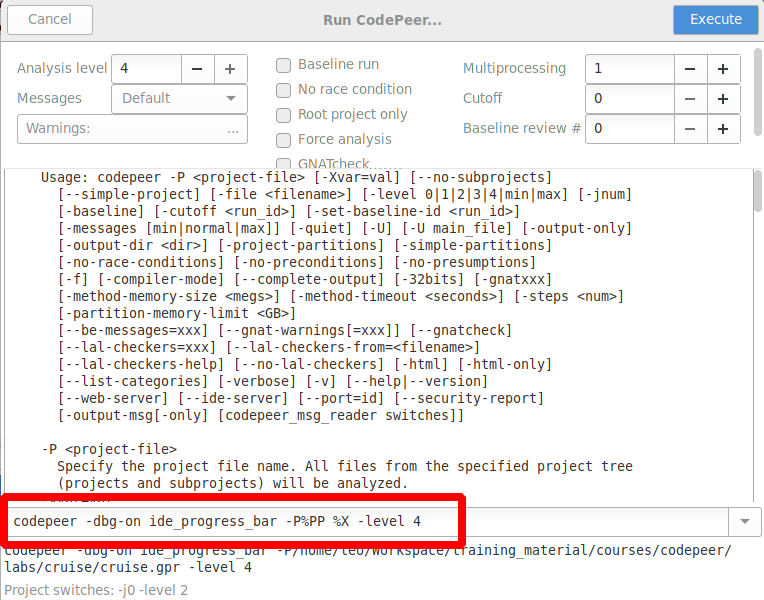 Cancel
Run CodePeer...
Execute
Analysis level 4 − +
Baseline run
Multiprocessing 1 − +
No race condition
Messages Default
Cutoff 0 − +
Root project only
Warnings: ...
Baseline review # 0 − +
Force analysis
GNATcheck......
Usage: codepeer -P <project-file> [-Xvar=val] [--no-subprojects]
[--simple-project] [-file <filename>] [-level 0|1|2|3|4|min|max] [-jnum]
[-baseline] [-cutoff <run_id>] [-set-baseline-id <run_id>]
[-messages [min|normal|max]] [-quiet] [-U] [-U main_file] [-output-only]
[-output-dir <dir>] [-project-partitions] [-simple-partitions]
[-no-race-conditions] [-no-preconditions] [-no-presumptions]
[-f] [-compiler-mode] [--complete-output] [-32bits] [-gnatxxx]
[-method-memory-size <megs>] [-method-timeout <seconds>] [-steps <num>]
[-partition-memory-limit <GB>]
[--be-messages=xxx] [--gnat-warnings[=xxx]] [--gnatcheck]
[--lal-checkers=xxx] [--lal-checkers-from=<filename>]
[--lal-checkers-help] [--no-lal-checkers] [-html] [-html-only]
[--list-categories] [-verbose] [-v] [--help|--version]
[--web-server] [--ide-server] [--port=id] [--security-report]
[-output-msg[-only] [codepeer_msg_reader switches]]
-P <project-file>
Specify the project file name. All files from the specified project tree
(projects and subprojects) will be analyzed.
codepeer -dbg-on ide_progress_bar -P%PP %X -level 4
codepeer -dbg-on ide_progress_bar -P/home/leo/Workspace/training_material/courses/codepeer/
labs/cruise/cruise.gpr -level 4
Project switches: -j0 -level 2